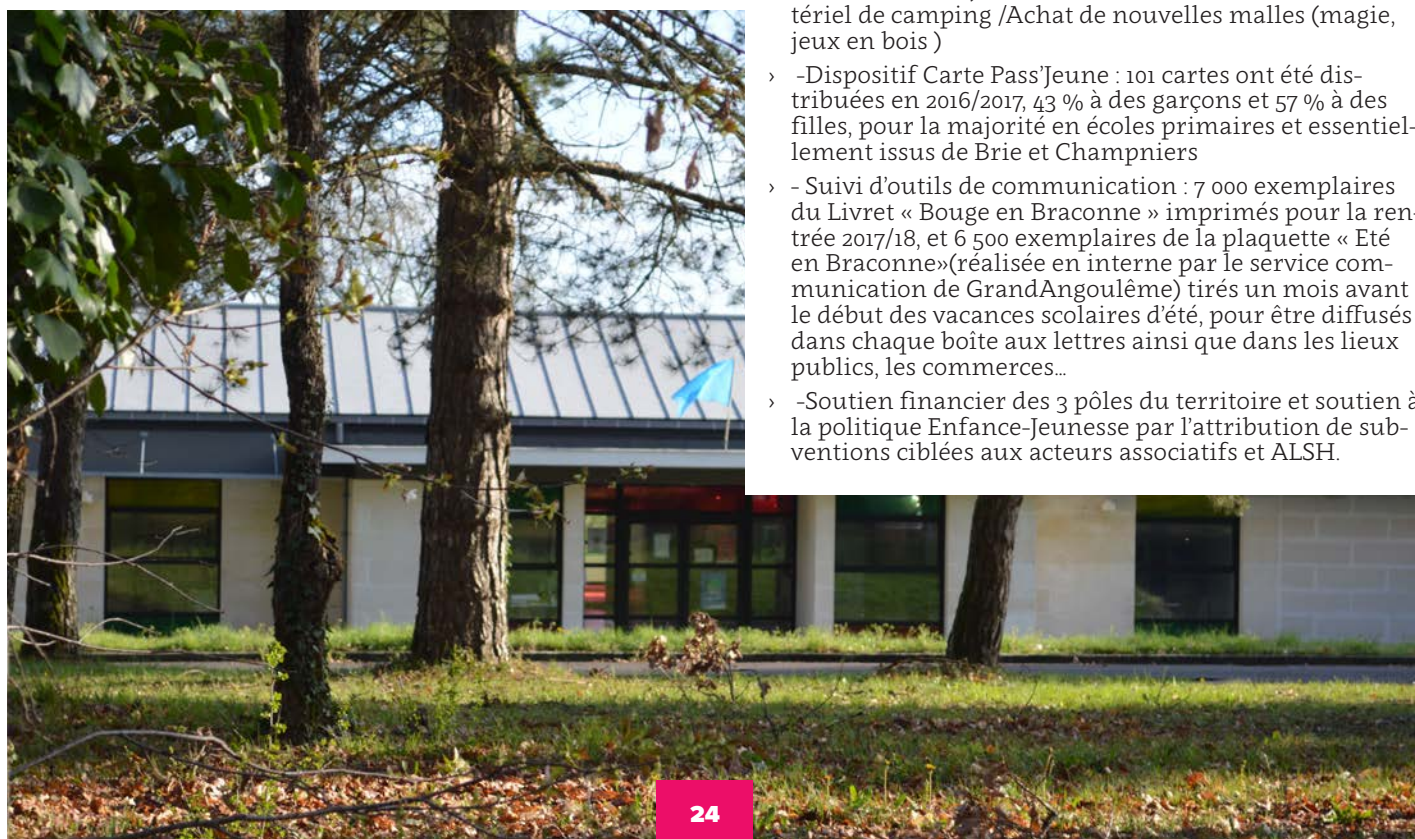 tériel de camping /Achat de nouvelles malles (magie,
jeux en bois )
› -Dispositif Carte Pass’Jeune : 101 cartes ont été dis-
tribuées en 2016/2017, 43 % à des garçons et 57 % à des
filles, pour la majorité en écoles primaires et essentiel-
lement issus de Brie et Champniers
› - Suivi d’outils de communication : 7 000 exemplaires
du Livret « Bouge en Braconne » imprimés pour la ren-
trée 2017/18, et 6 500 exemplaires de la plaquette « Eté
en Braconne»(réalisée en interne par le service com-
munication de GrandAngoulême) tirés un mois avant
le début des vacances scolaires d’été, pour être diffusés
dans chaque boîte aux lettres ainsi que dans les lieux
publics, les commerces…
› -Soutien financier des 3 pôles du territoire et soutien à
la politique Enfance-Jeunesse par l’attribution de sub-
ventions ciblées aux acteurs associatifs et ALSH.
24